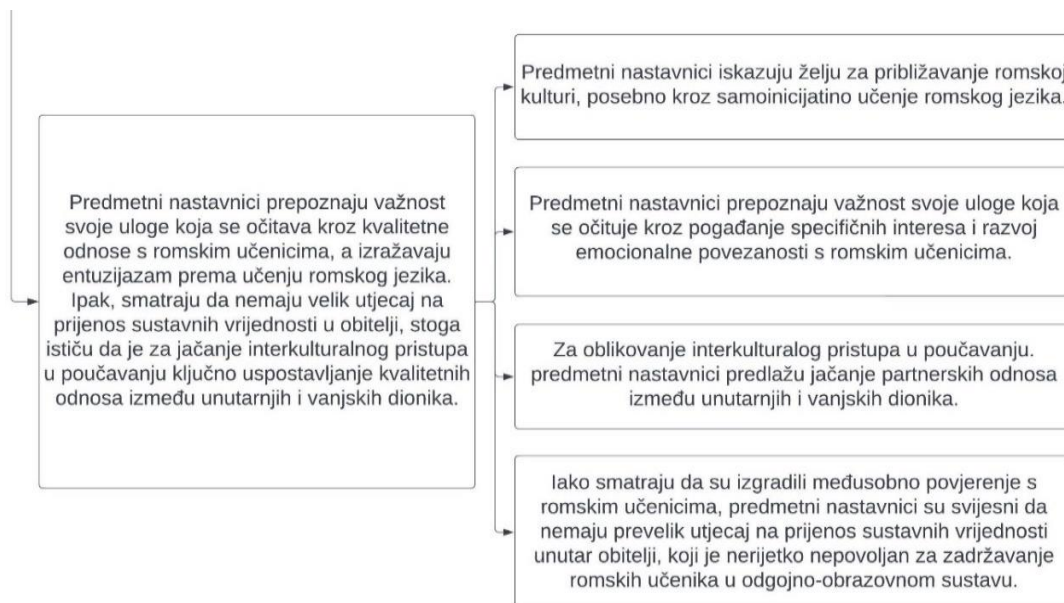 Predmetni nastavnici prepoznaju važnost
svoje uloge koja se očitava kroz kvalitetne
odnose s romskim učenicima, a izražavaju
entuzijazam prema učenju romskog jezika.
Ipak, smatraju da nemaju velik utjecaj na
prijenos sustavnih vrijednosti u obitelji, stoga
ističu da je za jačanje interkulturalnog pristupa
u poučavanju ključno uspostavljanje kvalitetnih
odnosa između unutarnjih i vanjskih dionika.
Predmetni nastavnici iskazuju želju za približavanje romskoj
kulturi, posebno kroz samoinicijatino učenje romskog jezika.
Predmetni nastavnici prepoznaju važnost svoje uloge koja
se očituje kroz pogađanje specifičnih interesa i razvoj
emocionalne povezanosti s romskim učenicima.
Za oblikovanje interkulturalog pristupa u poučavanju.
predmetni nastavnici predlažu jačanje partnerskih odnosa
između unutarnjih i vanjskih dionika.
Iako smatraju da su izgradili međusobno povjerenje s
romskim učenicima, predmetni nastavnici su svijesni da
nemaju prevelik utjecaj na prijenos sustavnih vrijednosti
unutar obitelji, koji je nerijetko nepovoljan za zadržavanje
romskih učenika u odgojno-obrazovnom sustavu.